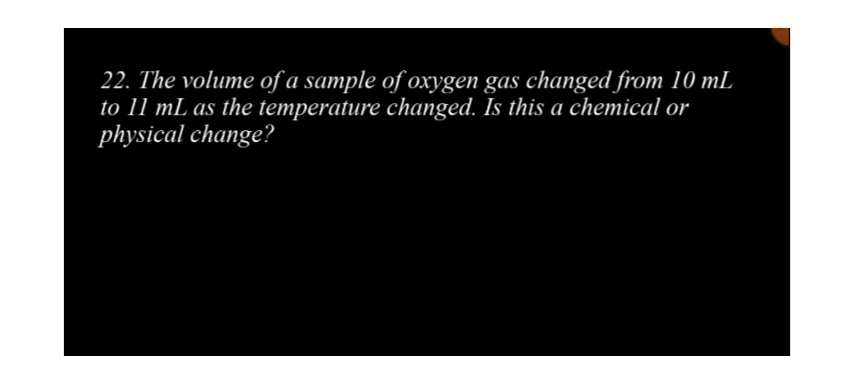 22. The volume of a sample of oxygen gas changed from 10 mL
to 11 mL as the temperature changed. Is this a chemical or
physical change?